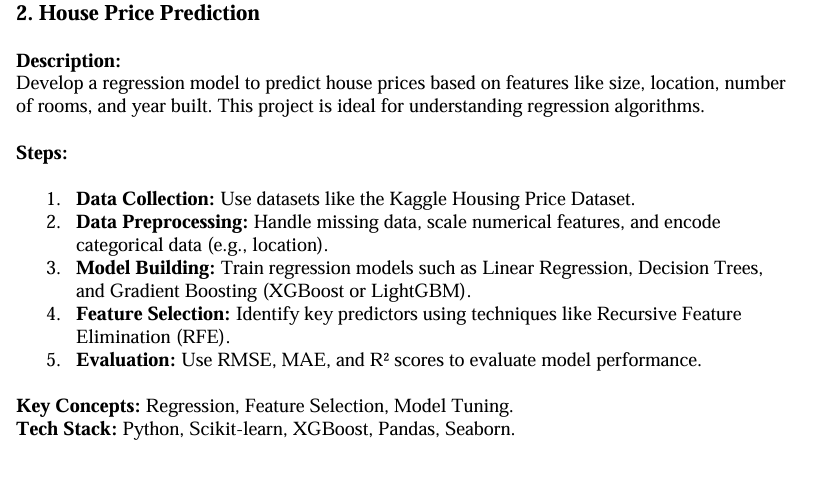 2. House Price Prediction
Description:
Develop a regression model to predict house prices based on features like size, location, number
of rooms, and year built. This project is ideal for understanding regression algorithms.
Steps:
1. Data Collection: Use datasets like the Kaggle Housing Price Dataset.
2. Data Preprocessing: Handle missing data, scale numerical features, and encode
categorical data (e.g., location).
3. Model Building: Train regression models such as Linear Regression, Decision Trees,
and Gradient Boosting (XGBoost or LightGBM).
4. Feature Selection: Identify key predictors using techniques like Recursive Feature
Elimination (RFE).
5. Evaluation: Use RMSE, MAE, and R² scores to evaluate model performance.
Key Concepts: Regression, Feature Selection, Model Tuning.
Tech Stack: Python, Scikit-learn, XGBoost, Pandas, Seaborn.